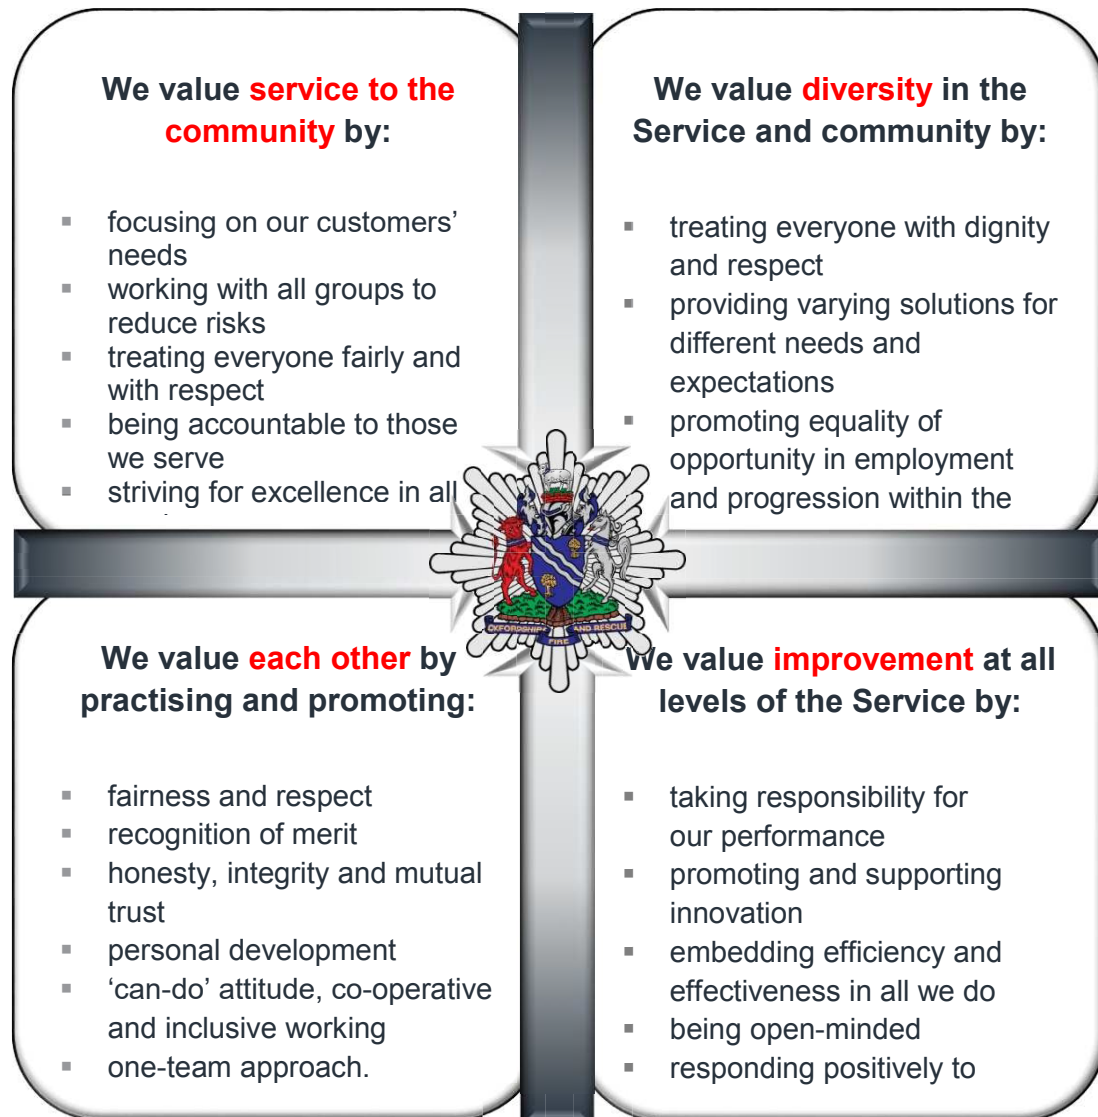 We value service to the
community by:
▪ focusing on our customers’
needs
▪ working with all groups to
reduce risks
▪ treating everyone fairly and
with respect
▪ being accountable to those
we serve
▪ striving for excellence in all
We value diversity in the
Service and community by:
▪ treating everyone with dignity
and respect
▪ providing varying solutions for
different needs and
expectations
▪ promoting equality of
opportunity in employment
and progression within the
OXFORDSHIRE FIRE AND RESCUE
We value each other by
practising and promoting:
▪ fairness and respect
▪ recognition of merit
▪ honesty, integrity and mutual
trust
▪ personal development
▪ ‘can-do’ attitude, co-operative
and inclusive working
▪ one-team approach.
We value improvement at all
levels of the Service by:
▪ taking responsibility for
our performance
▪ promoting and supporting
innovation
▪ embedding efficiency and
effectiveness in all we do
▪ being open-minded
▪ responding positively to